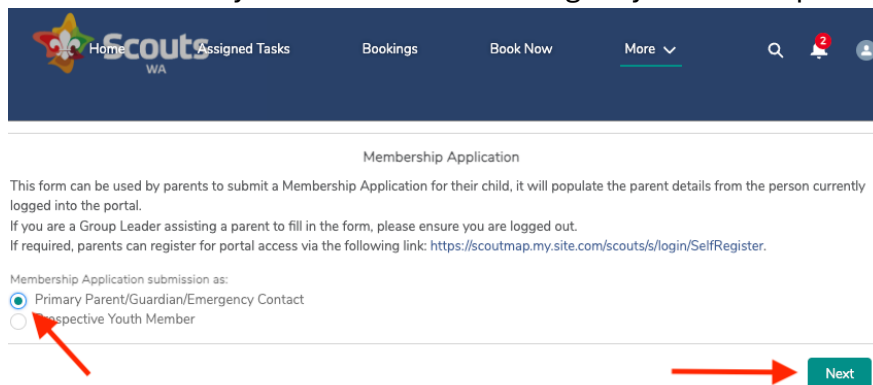 Home Scouts Assigned Tasks Bookings Book Now More 2
WA
Membership Application
This form can be used by parents to submit a Membership Application for their child, it will populate the parent details from the person currently
logged into the portal.
If you are a Group Leader assisting a parent to fill in the form, please ensure you are logged out.
If required, parents can register for portal access via the following link: https://scoutmap.my.site.com/scouts/s/login/SelfRegister.
Membership Application submission as:
Primary Parent/Guardian/Emergency Contact
Prospective Youth Member
Next